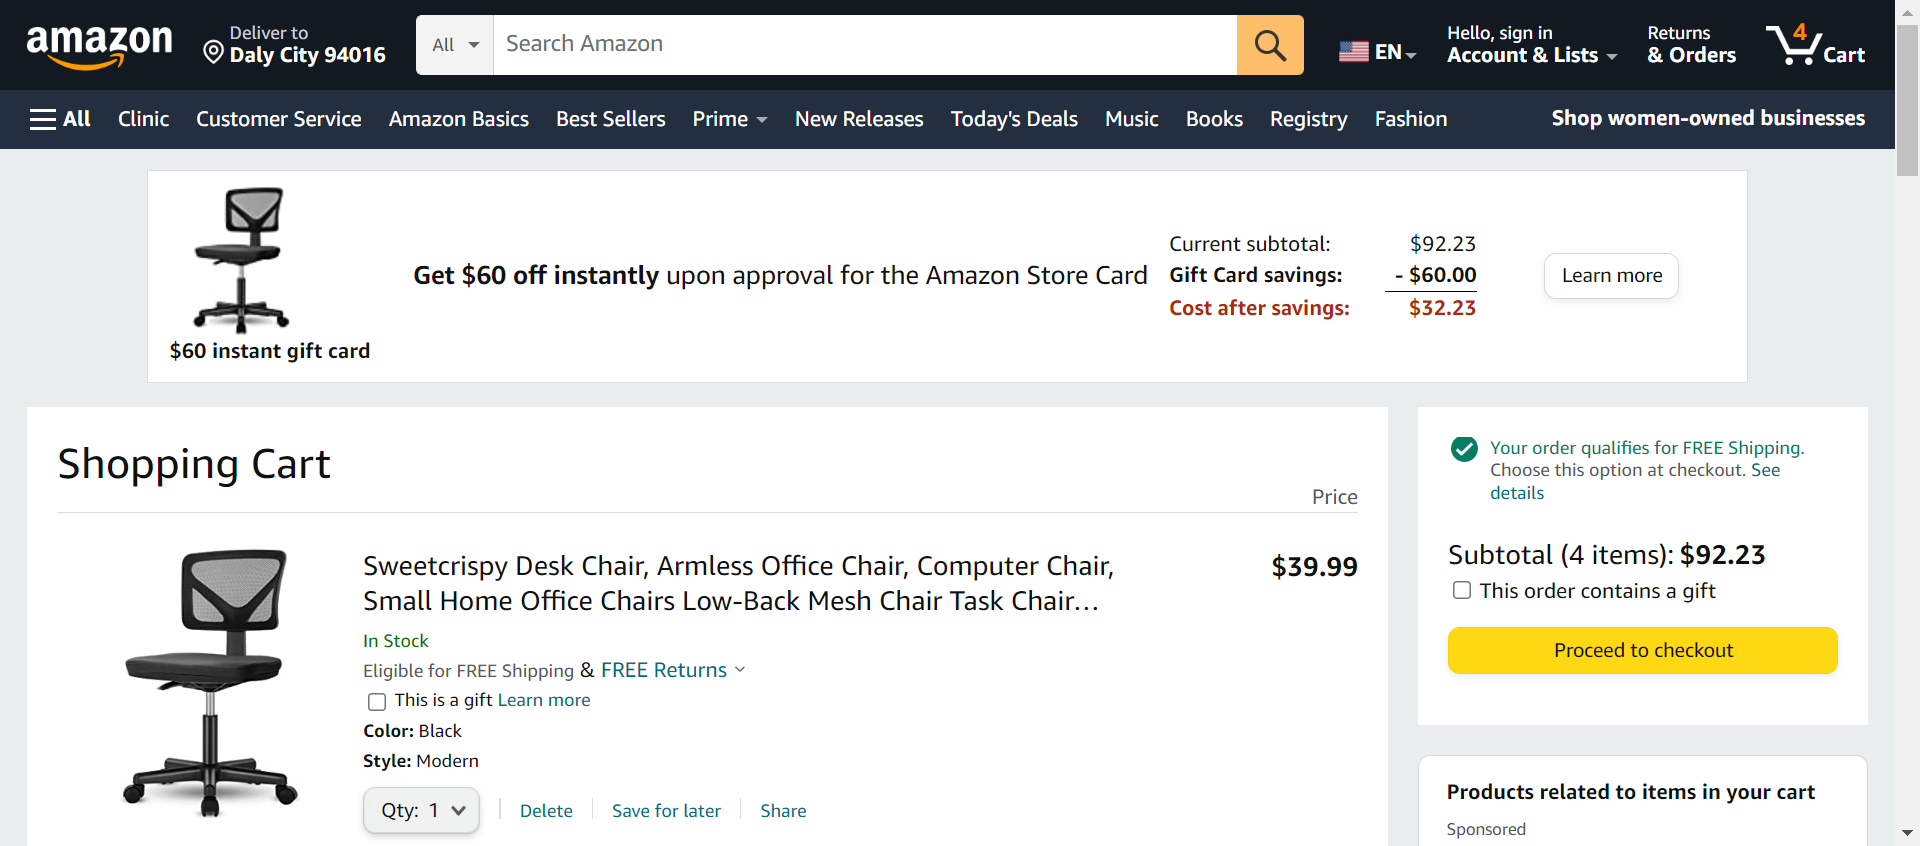 amazon
Deliver to
Daly City 94016
All
Search Amazon
EN
Hello, sign in
Account & Lists
Returns
& Orders
4
Cart
All
Clinic
Customer Service
Amazon Basics
Best Sellers
Prime
New Releases
Today's Deals
Music
Books
Registry
Fashion
Shop women-owned businesses
$60 instant gift card
Get $60 off instantly upon approval for the Amazon Store Card
Current subtotal: $92.23
Gift Card savings: - $60.00
Cost after savings: $32.23
Learn more
Shopping Cart
Price
Sweetcrispy Desk Chair, Armless Office Chair, Computer Chair,
Small Home Office Chairs Low-Back Mesh Chair Task Chair…
$39.99
In Stock
Eligible for FREE Shipping & FREE Returns
This is a gift Learn more
Color: Black
Style: Modern
Qty: 1
Delete
Save for later
Share
Your order qualifies for FREE Shipping.
Choose this option at checkout. See
details
Subtotal (4 items): $92.23
This order contains a gift
Proceed to checkout
Products related to items in your cart
Sponsored